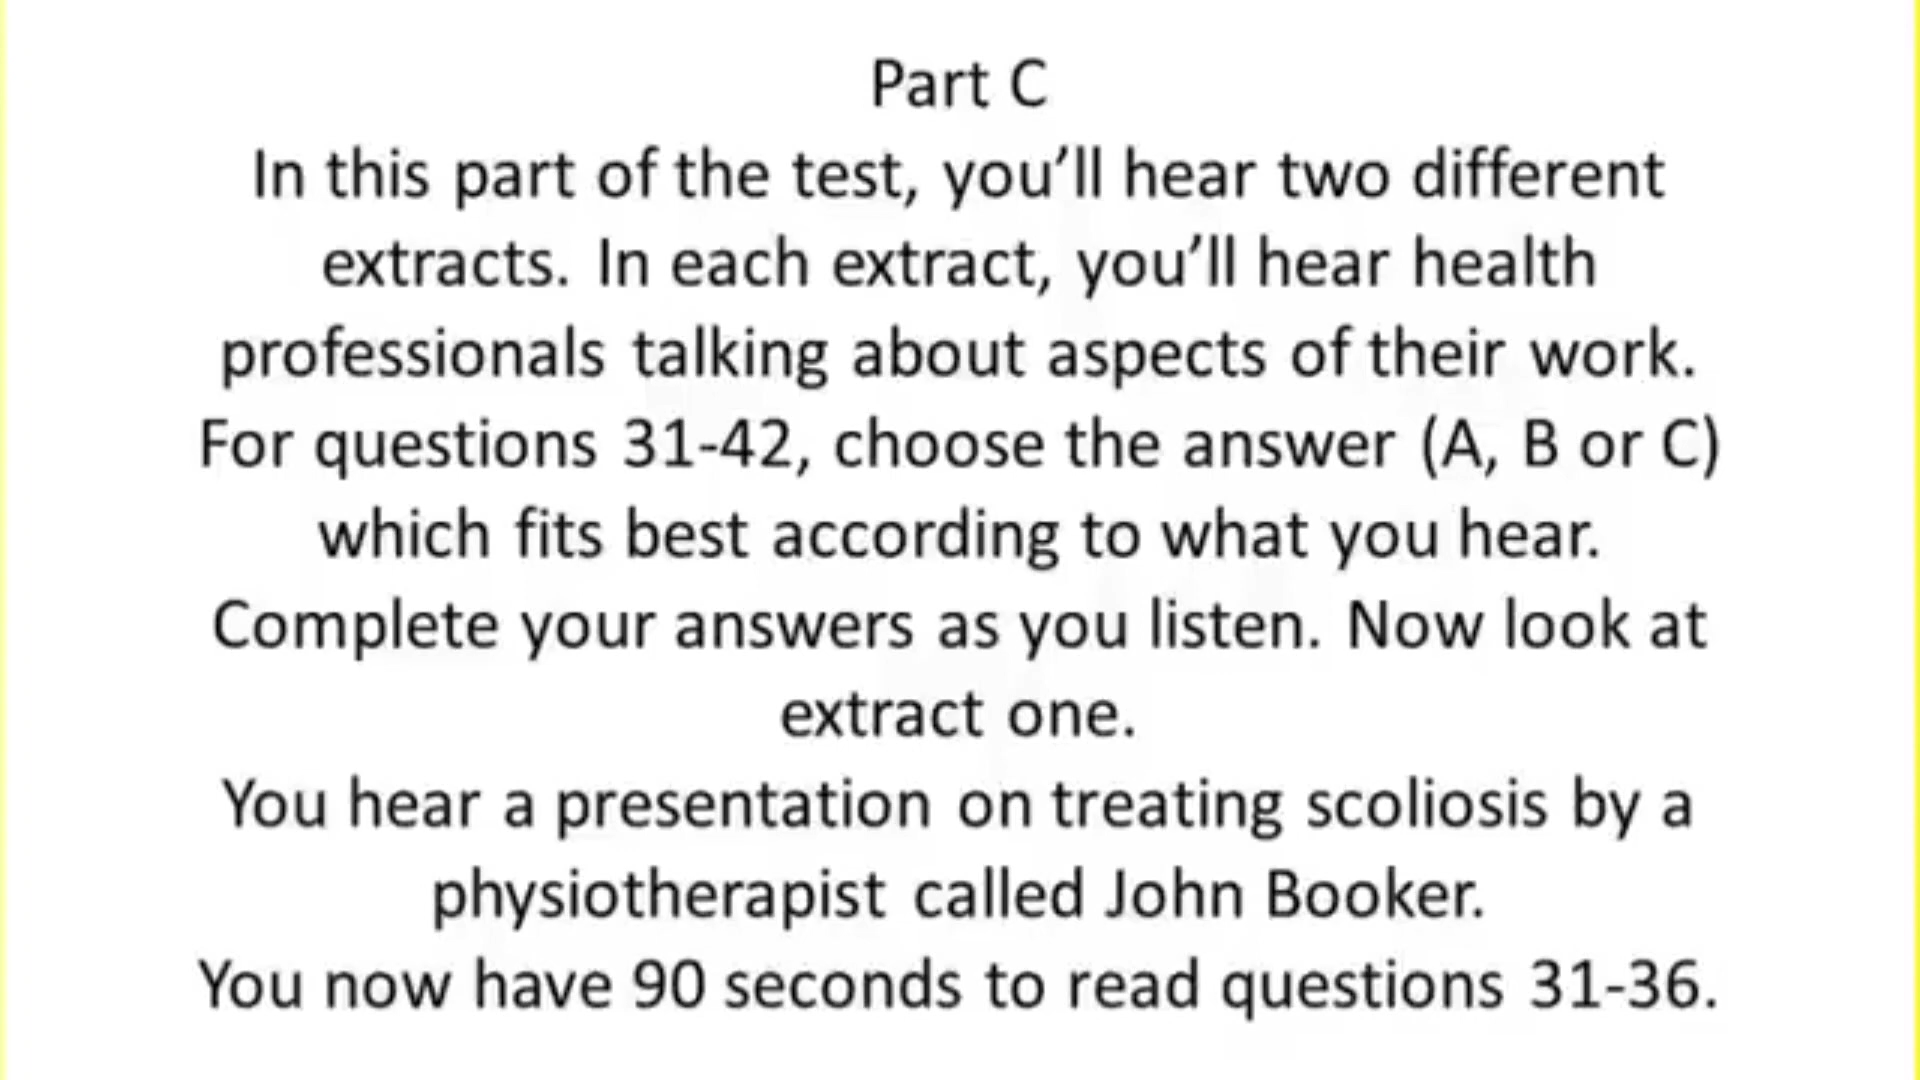 Part C
In this part of the test, you’ll hear two different
extracts. In each extract, you’ll hear health
professionals talking about aspects of their work.
For questions 31-42, choose the answer (A, B or C)
which fits best according to what you hear.
Complete your answers as you listen. Now look at
extract one.
You hear a presentation on treating scoliosis by a
physiotherapist called John Booker.
You now have 90 seconds to read questions 31-36.